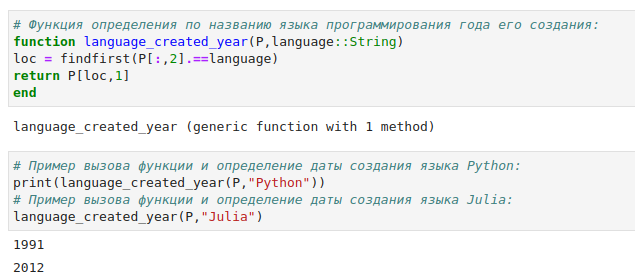 # Функция определения по названию языка программирования года его создания:
function language_created_year(P,language::String)
loc = findfirst(P[:,2].==language)
return P[loc,1]
end
language_created_year (generic function with 1 method)
# Пример вызова функции и определение даты создания языка Python:
print(language_created_year(P,"Python"))
# Пример вызова функции и определение даты создания языка Julia:
language_created_year(P,"Julia")
1991
2012